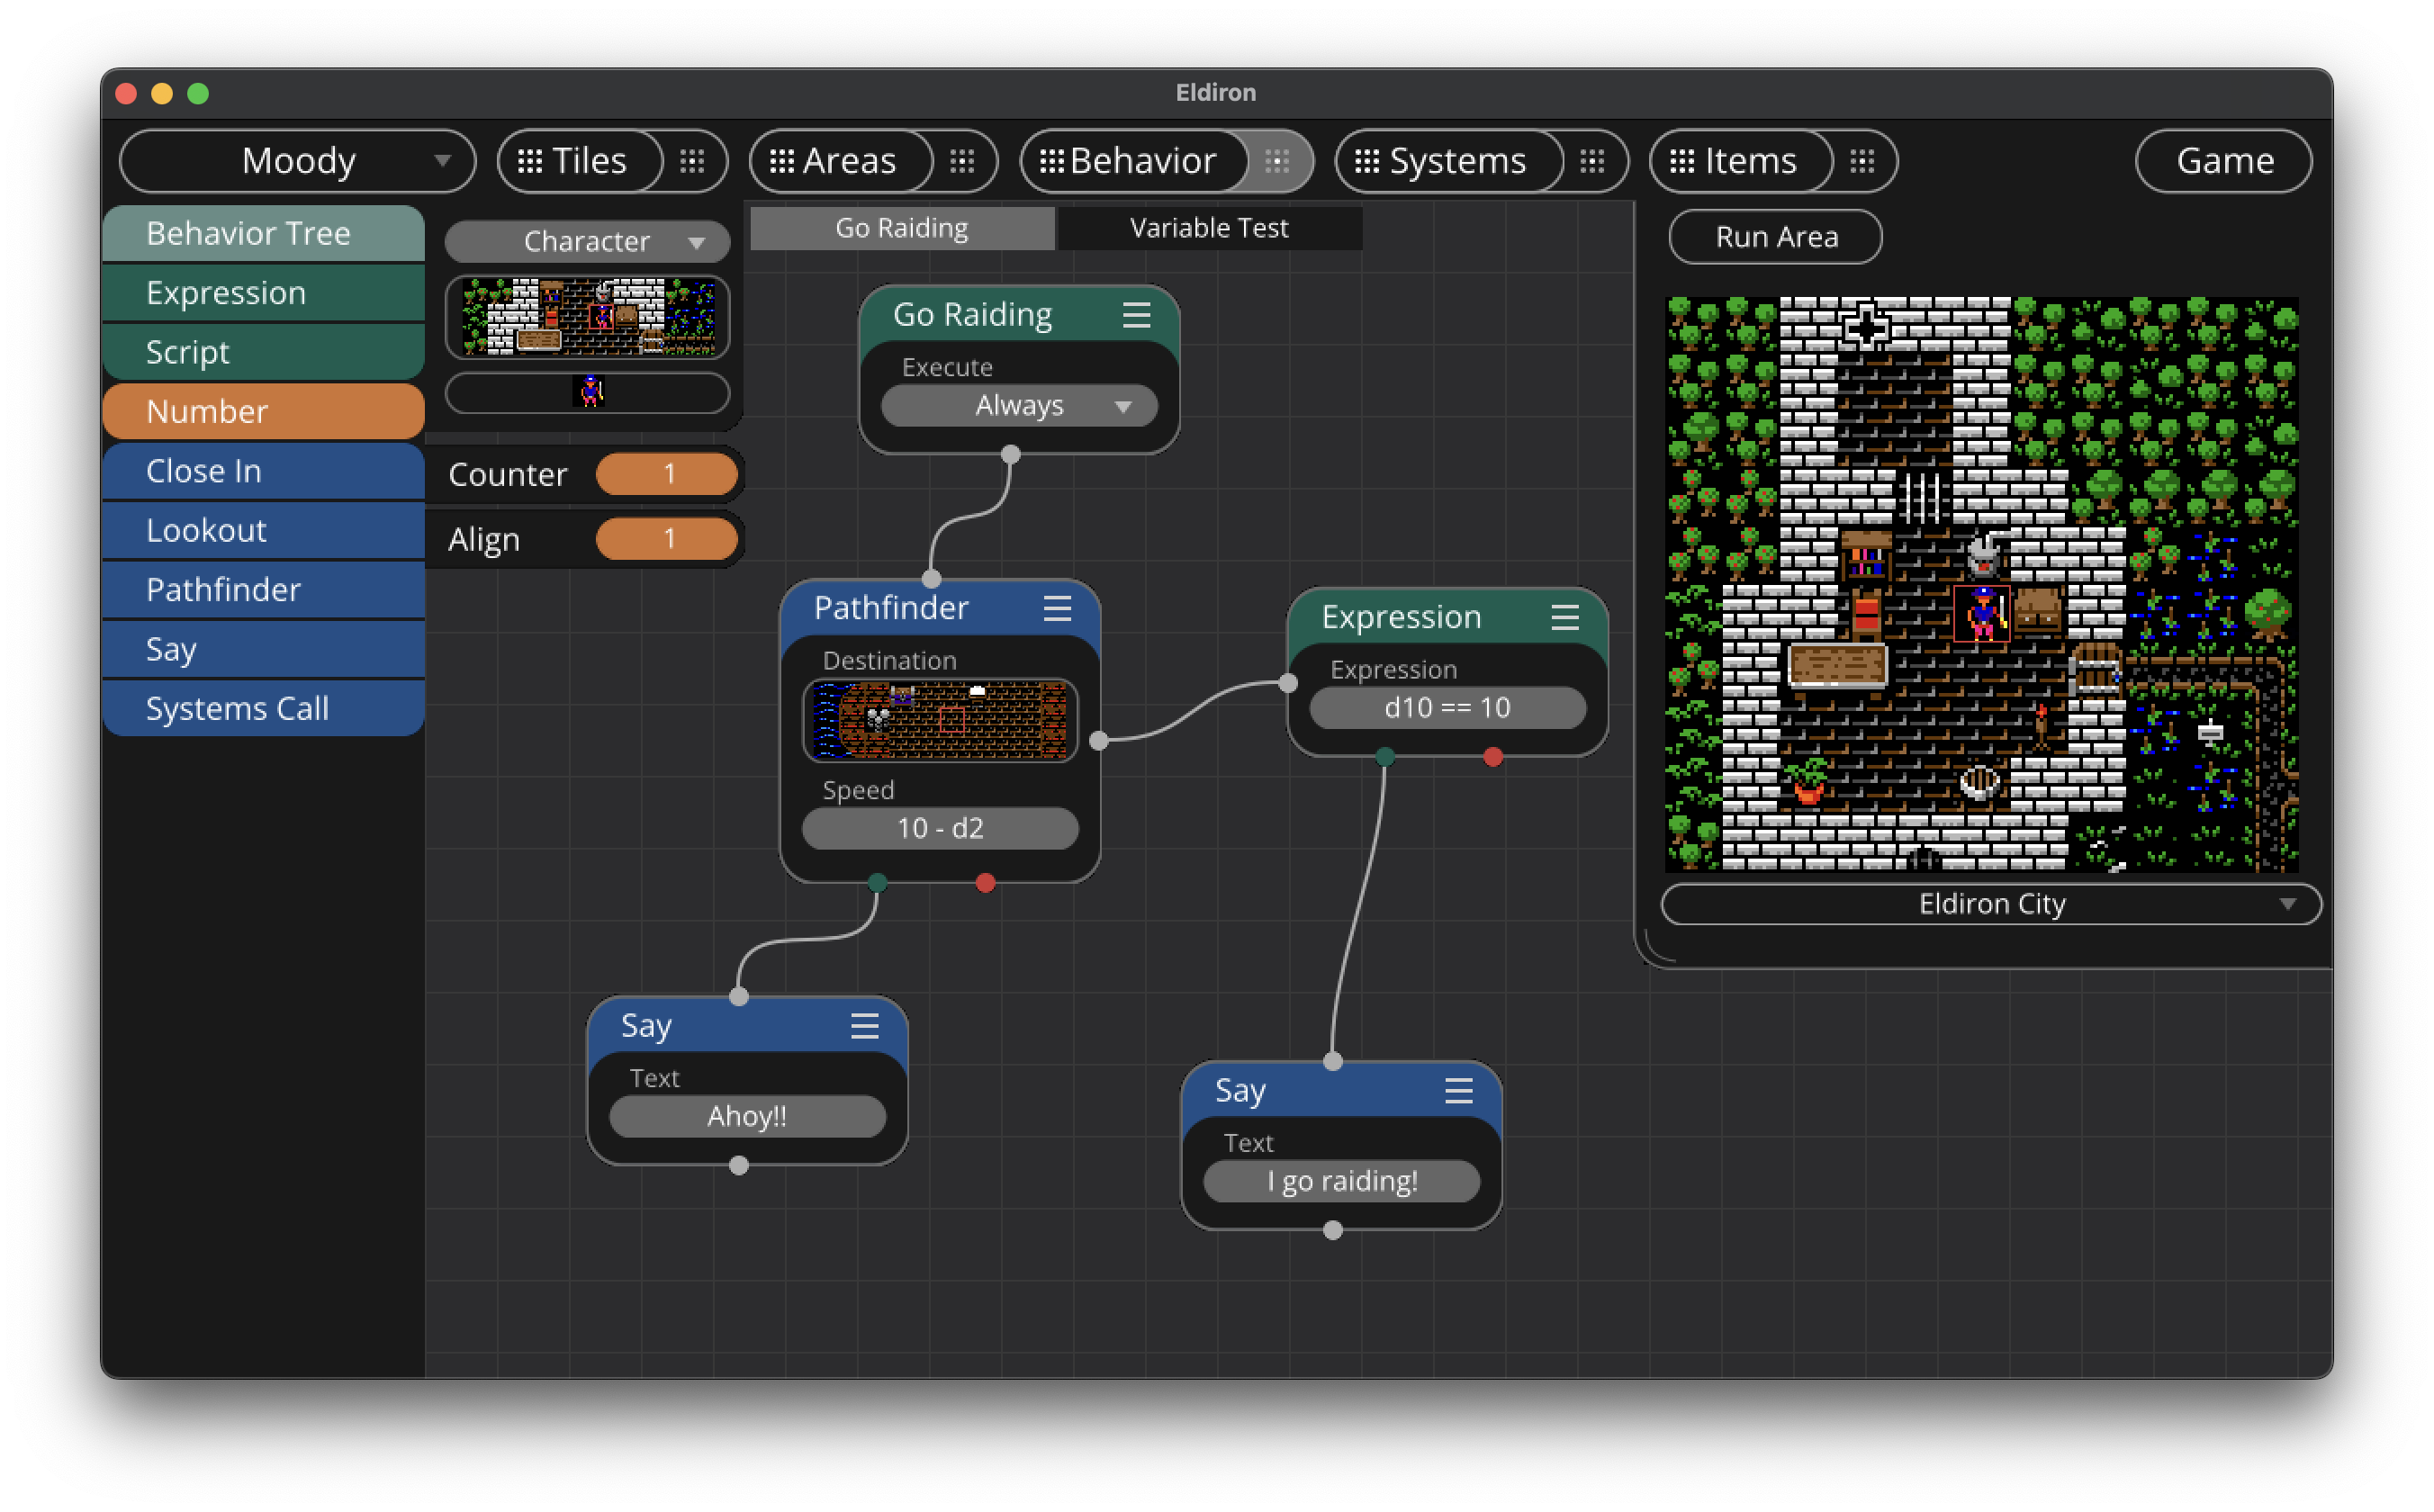 Eldiron
Moody
Tiles
Areas
Behavior
Systems
Items
Game
Behavior Tree
Expression
Script
Number
Close In
Lookout
Pathfinder
Say
Systems Call
Character
Counter 1
Align 1
Go Raiding
Variable Test
Go Raiding
Execute
Always
Pathfinder
Destination
Speed
10 - d2
Expression
Expression
d10 == 10
Say
Text
Ahoy!!
Say
Text
I go raiding!
Run Area
Eldiron City